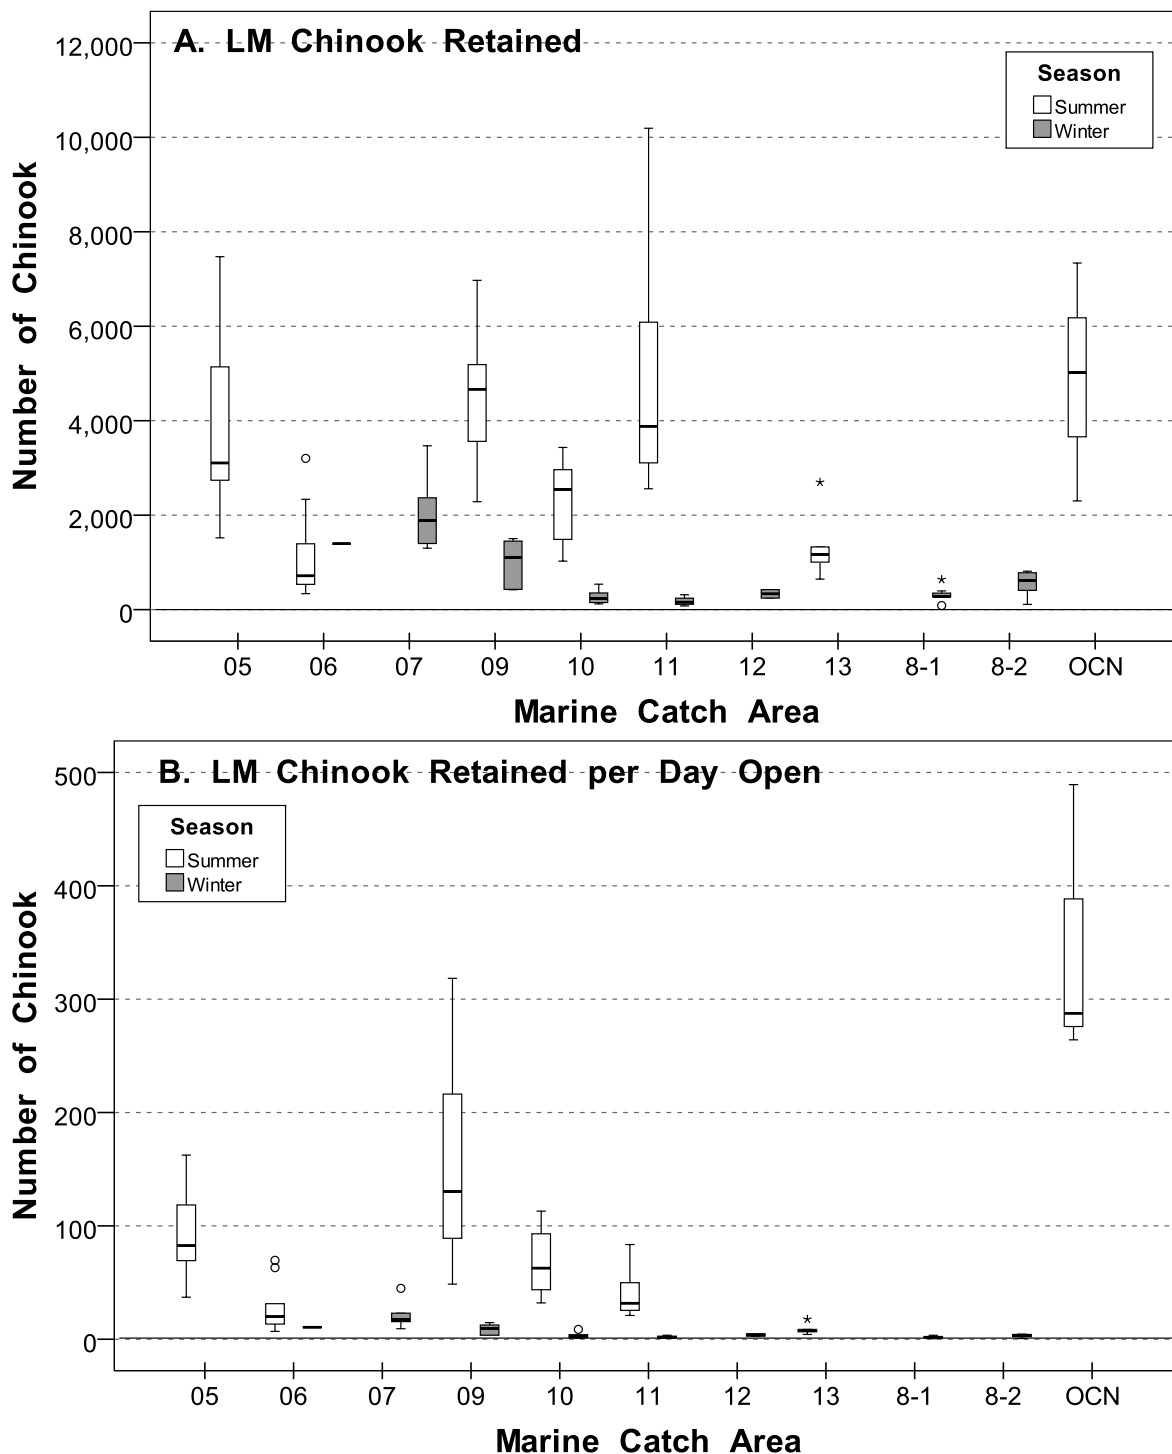 A. LM Chinook Retained
12,000
10,000
8,000
6,000
4,000
2,000
0
Number of Chinook
Season
Summer
Winter
05 06 07 09 10 11 12 13 8-1 8-2 OCN
Marine Catch Area
B. LM Chinook Retained per Day Open
500
400
300
200
100
0
Number of Chinook
Season
Summer
Winter
05 06 07 09 10 11 12 13 8-1 8-2 OCN
Marine Catch Area